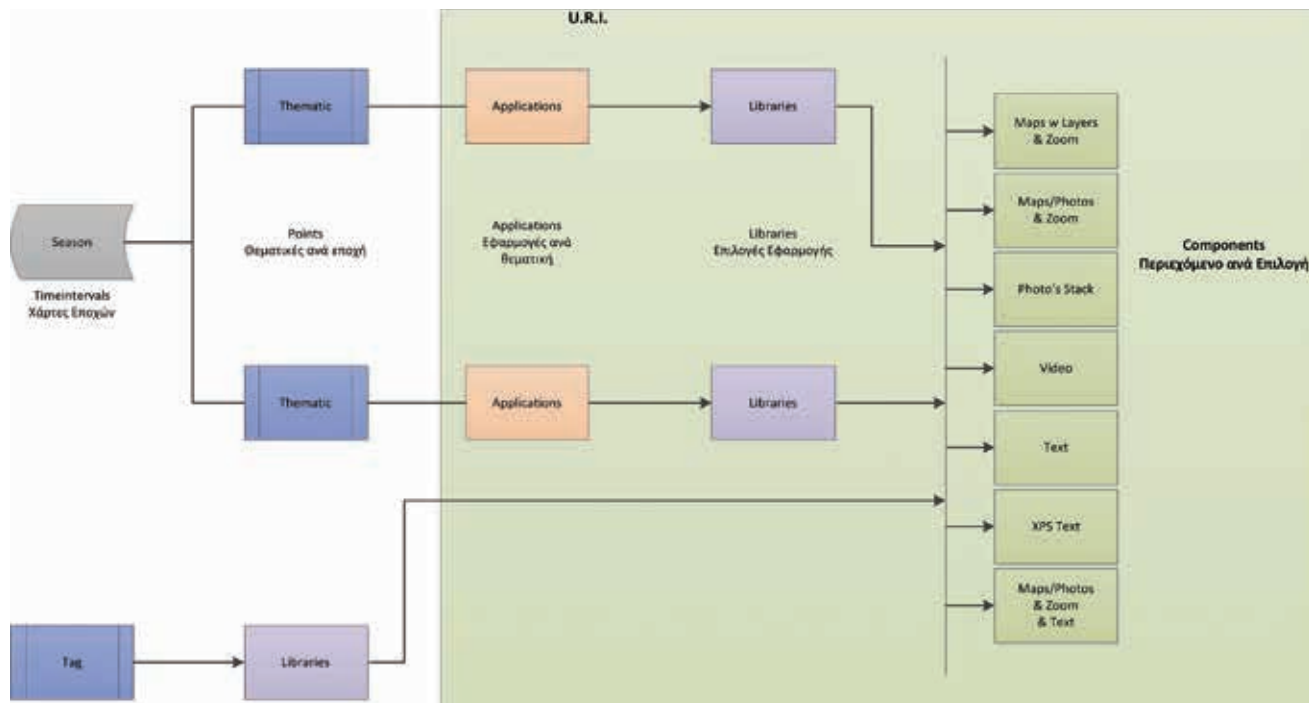 U.R.I.
Thematic
Applications
Libraries
Maps w Layers
& Zoom
Maps/Photos
& Zoom
Season
Points
Θεματικές ανά εποχή
Applications
Εφαρμογές ανά
θεματική
Libraries
Επιλογές Εφαρμογής
Components
Περιεχόμενο ανά Επιλογή
Timeintervals
Χάρτες Εποχών
Photo's Stack
Video
Thematic
Applications
Libraries
Text
XPS Text
Maps/Photos
& Zoom
& Text
Tag
Libraries